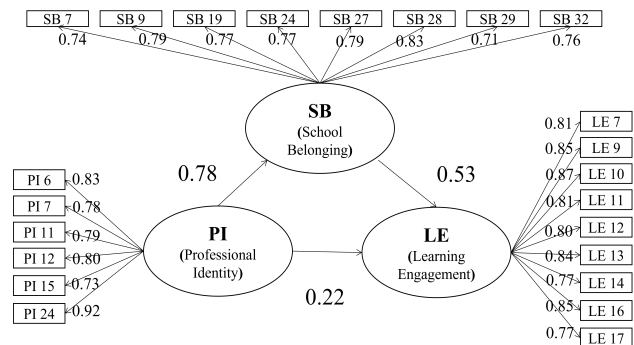 SB 7 SB 9 SB 19 SB 24 SB 27 SB 28 SB 29 SB 32
0.74 0.79 0.77 0.77 0.79 0.83 0.71 0.76
SB
(School
Belonging)
0.78
0.53
PI 6 0.83
PI 7 0.78
PI 11 0.79
PI 12 0.80
PI 15 0.73
PI 24 0.92
PI
(Professional
Identity)
0.22
LE
(Learning
Engagement)
0.81 LE 7
0.85 LE 9
0.87 LE 10
0.81 LE 11
0.80 LE 12
0.84 LE 13
0.77 LE 14
0.85 LE 16
0.77 LE 17